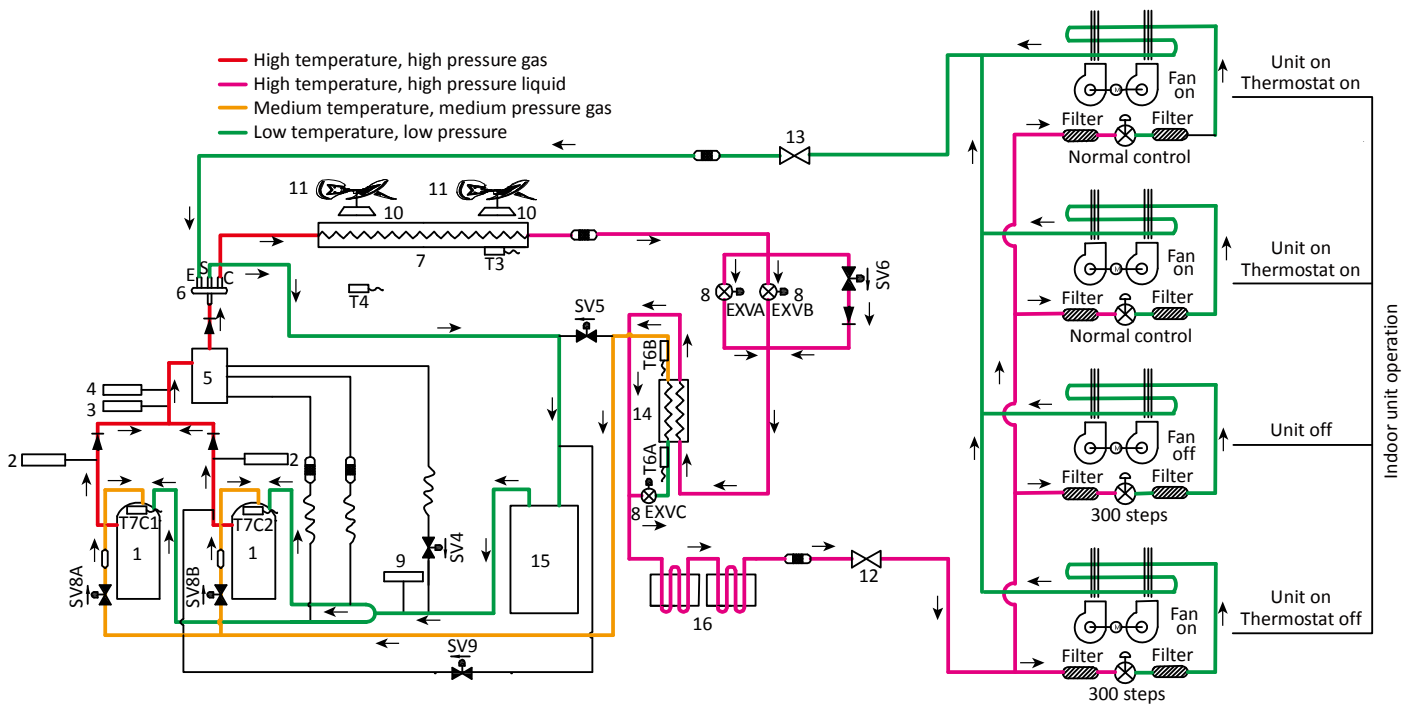 High temperature, high pressure gas
High temperature, high pressure liquid
Medium temperature, medium pressure gas
Low temperature, low pressure
13
11
10
11
10
7
T3
T4
E
S
C
6
5
4
3
2
2
T7C1
T7C2
1
1
SV8A
SV8B
9
SV4
15
SV9
SV5
T6B
14
T6A
8
EXVC
8
EXVA
8
EXVB
SV6
16
12
M
Fan
on
Filter
Filter
Normal control
Unit on
Thermostat on
M
Fan
on
Filter
Filter
Normal control
Unit on
Thermostat on
M
Fan
off
Filter
Filter
300 steps
Unit off
M
Fan
on
Filter
Filter
300 steps
Unit on
Thermostat off
Indoor unit operation